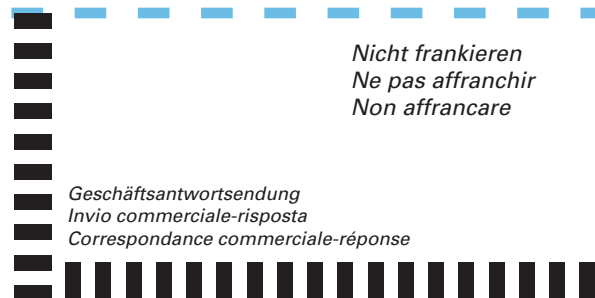 Nicht frankieren
Ne pas affranchir
Non affrancare
Geschäftsantwortsendung
Invio commerciale-risposta
Correspondance commerciale-réponse